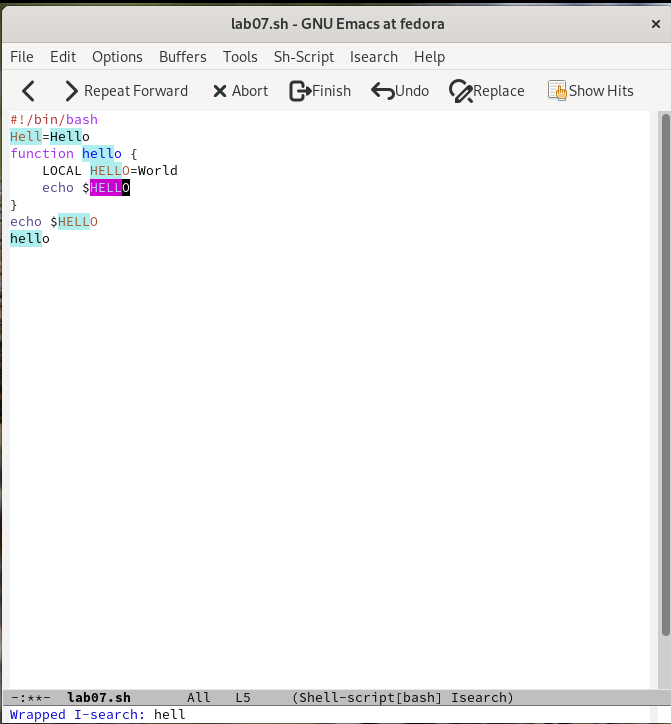 lab07.sh - GNU Emacs at fedora
File Edit Options Buffers Tools Sh-Script Isearch Help
Repeat Forward Abort Finish Undo Replace Show Hits
#!/bin/bash
Hell=Hello
function hello {
    LOCAL HELLO=World
    echo $HELLO
}
echo $HELLO
hello
-:**-  lab07.sh       All   L5     (Shell-script[bash] Isearch)
Wrapped I-search: hell